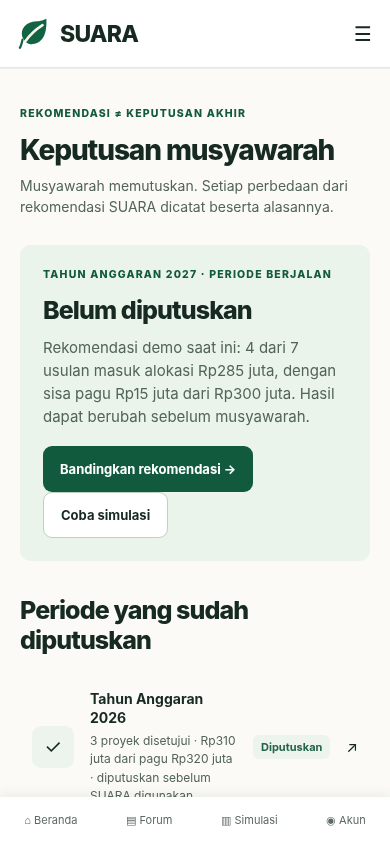 SUARA
☰
REKOMENDASI ≠ KEPUTUSAN AKHIR
Keputusan musyawarah
Musyawarah memutuskan. Setiap perbedaan dari
rekomendasi SUARA dicatat beserta alasannya.
TAHUN ANGGARAN 2027 · PERIODE BERJALAN
Belum diputuskan
Rekomendasi demo saat ini: 4 dari 7
usulan masuk alokasi Rp285 juta, dengan
sisa pagu Rp15 juta dari Rp300 juta. Hasil
dapat berubah sebelum musyawarah.
Bandingkan rekomendasi →
Coba simulasi
Periode yang sudah
diputuskan
Tahun Anggaran
2026
3 proyek disetujui · Rp310
juta dari pagu Rp320 juta
· diputuskan sebelum
SUARA digunakan
✓
Diputuskan
↗
⌂ Beranda
▤ Forum
▥ Simulasi
◉ Akun